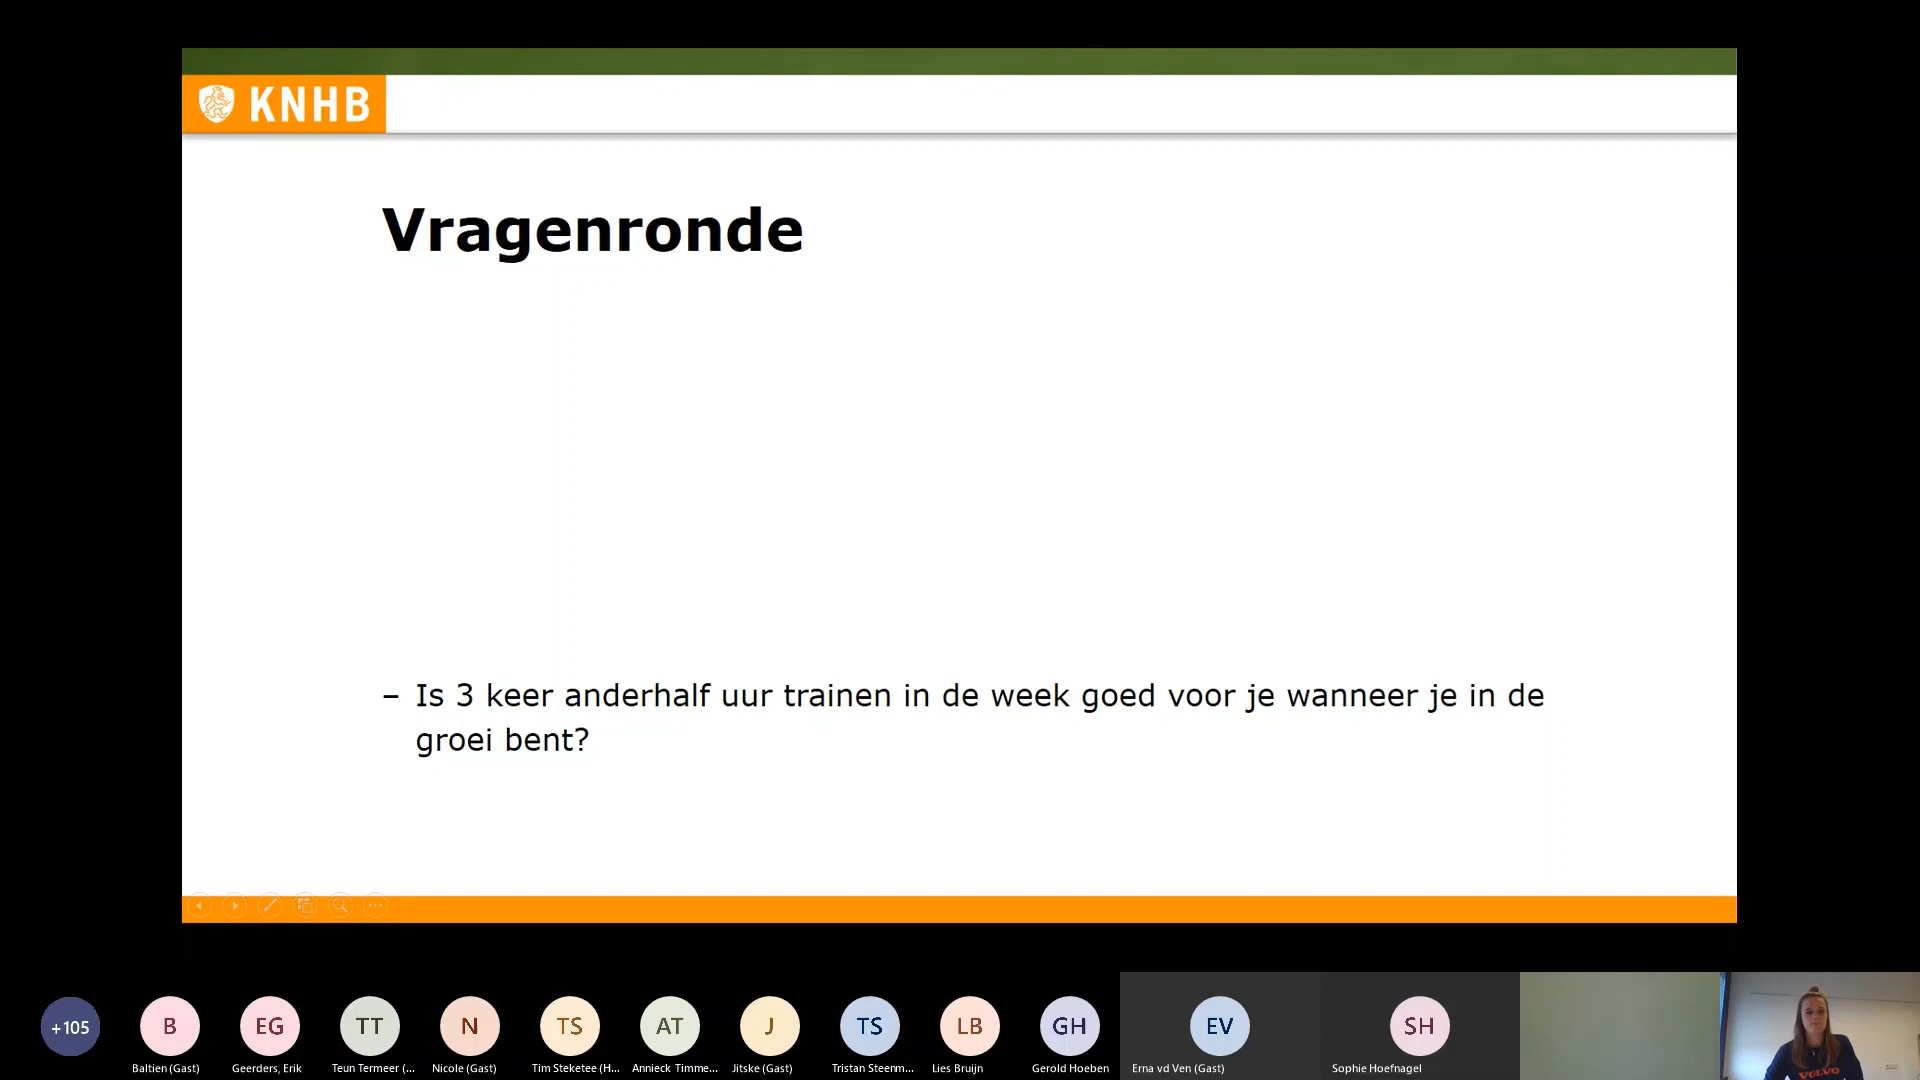 KNHB
Vragenronde
– Is 3 keer anderhalf uur trainen in de week goed voor je wanneer je in de
groei bent?
+105
B
EG
TT
N
TS
AT
J
TS
LB
GH
EV
SH
Baltien (Gast)
Geerders, Erik
Teun Termeer (...
Nicole (Gast)
Tim Steketee (H...
Annieck Timme...
Jitske (Gast)
Tristan Steenm...
Lies Bruijn
Gerold Hoeben
Erna vd Ven (Gast)
Sophie Hoefnagel
VOLVO